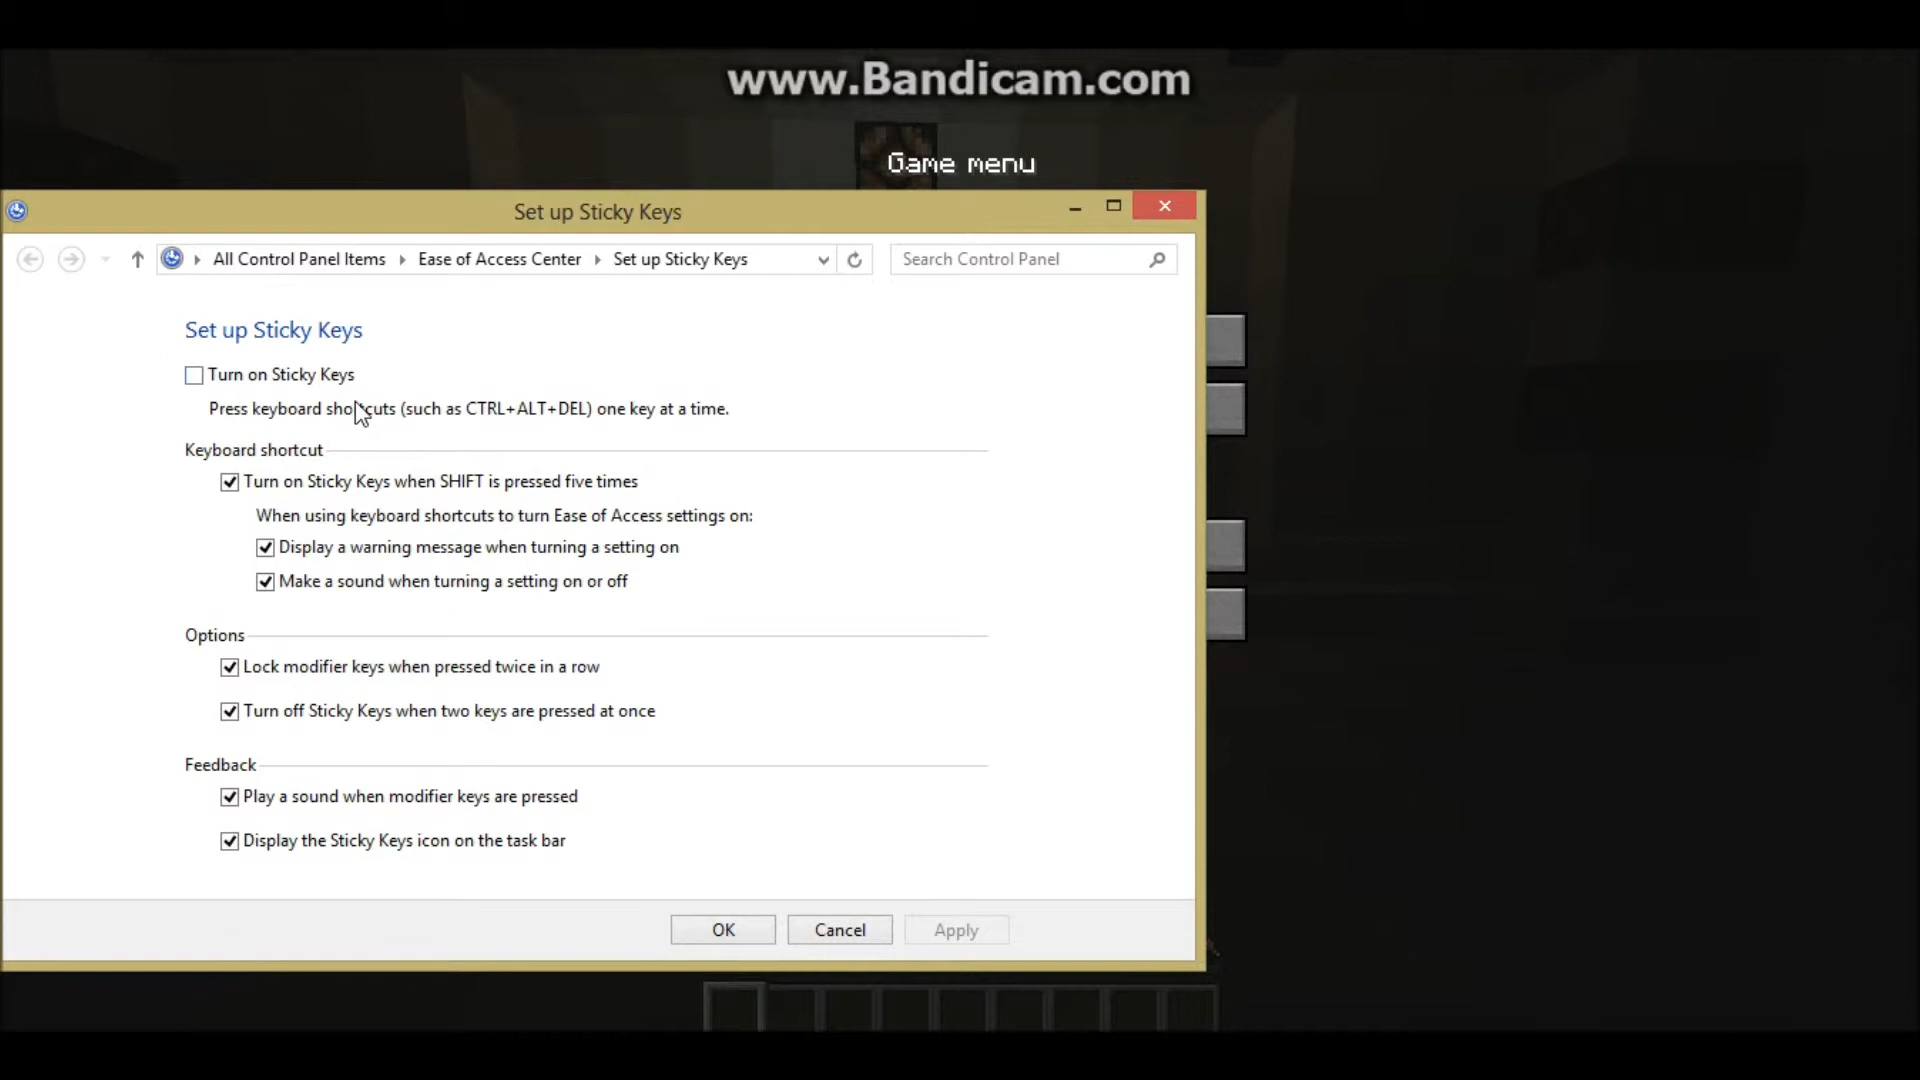 www.Bandicam.com
Game menu
Set up Sticky Keys
All Control Panel Items Ease of Access Center Set up Sticky Keys
Search Control Panel
Set up Sticky Keys
Turn on Sticky Keys
Press keyboard shortcuts (such as CTRL+ALT+DEL) one key at a time.
Keyboard shortcut
Turn on Sticky Keys when SHIFT is pressed five times
When using keyboard shortcuts to turn Ease of Access settings on:
Display a warning message when turning a setting on
Make a sound when turning a setting on or off
Options
Lock modifier keys when pressed twice in a row
Turn off Sticky Keys when two keys are pressed at once
Feedback
Play a sound when modifier keys are pressed
Display the Sticky Keys icon on the task bar
OK Cancel Apply